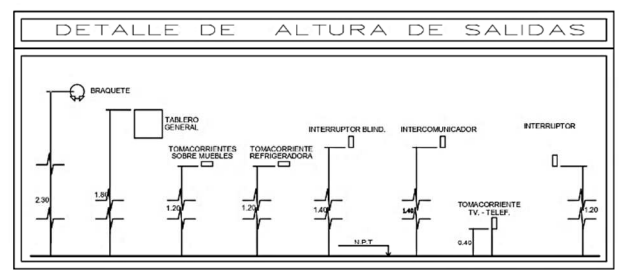 DETALLE DE ALTURA DE SALIDAS
BRAQUETE
TABLERO
GENERAL
TOMACORRIENTES
SOBRE MUEBLES
TOMACORRIENTE
REFRIGERADORA
INTERRUPTOR BLIND.
INTERCOMUNICADOR
INTERRUPTOR
TOMACORRIENTE
TV. - TELEF.
2.30
1.80
1.20
1.20
1.40
1.40
0.40
1.20
N.P.T